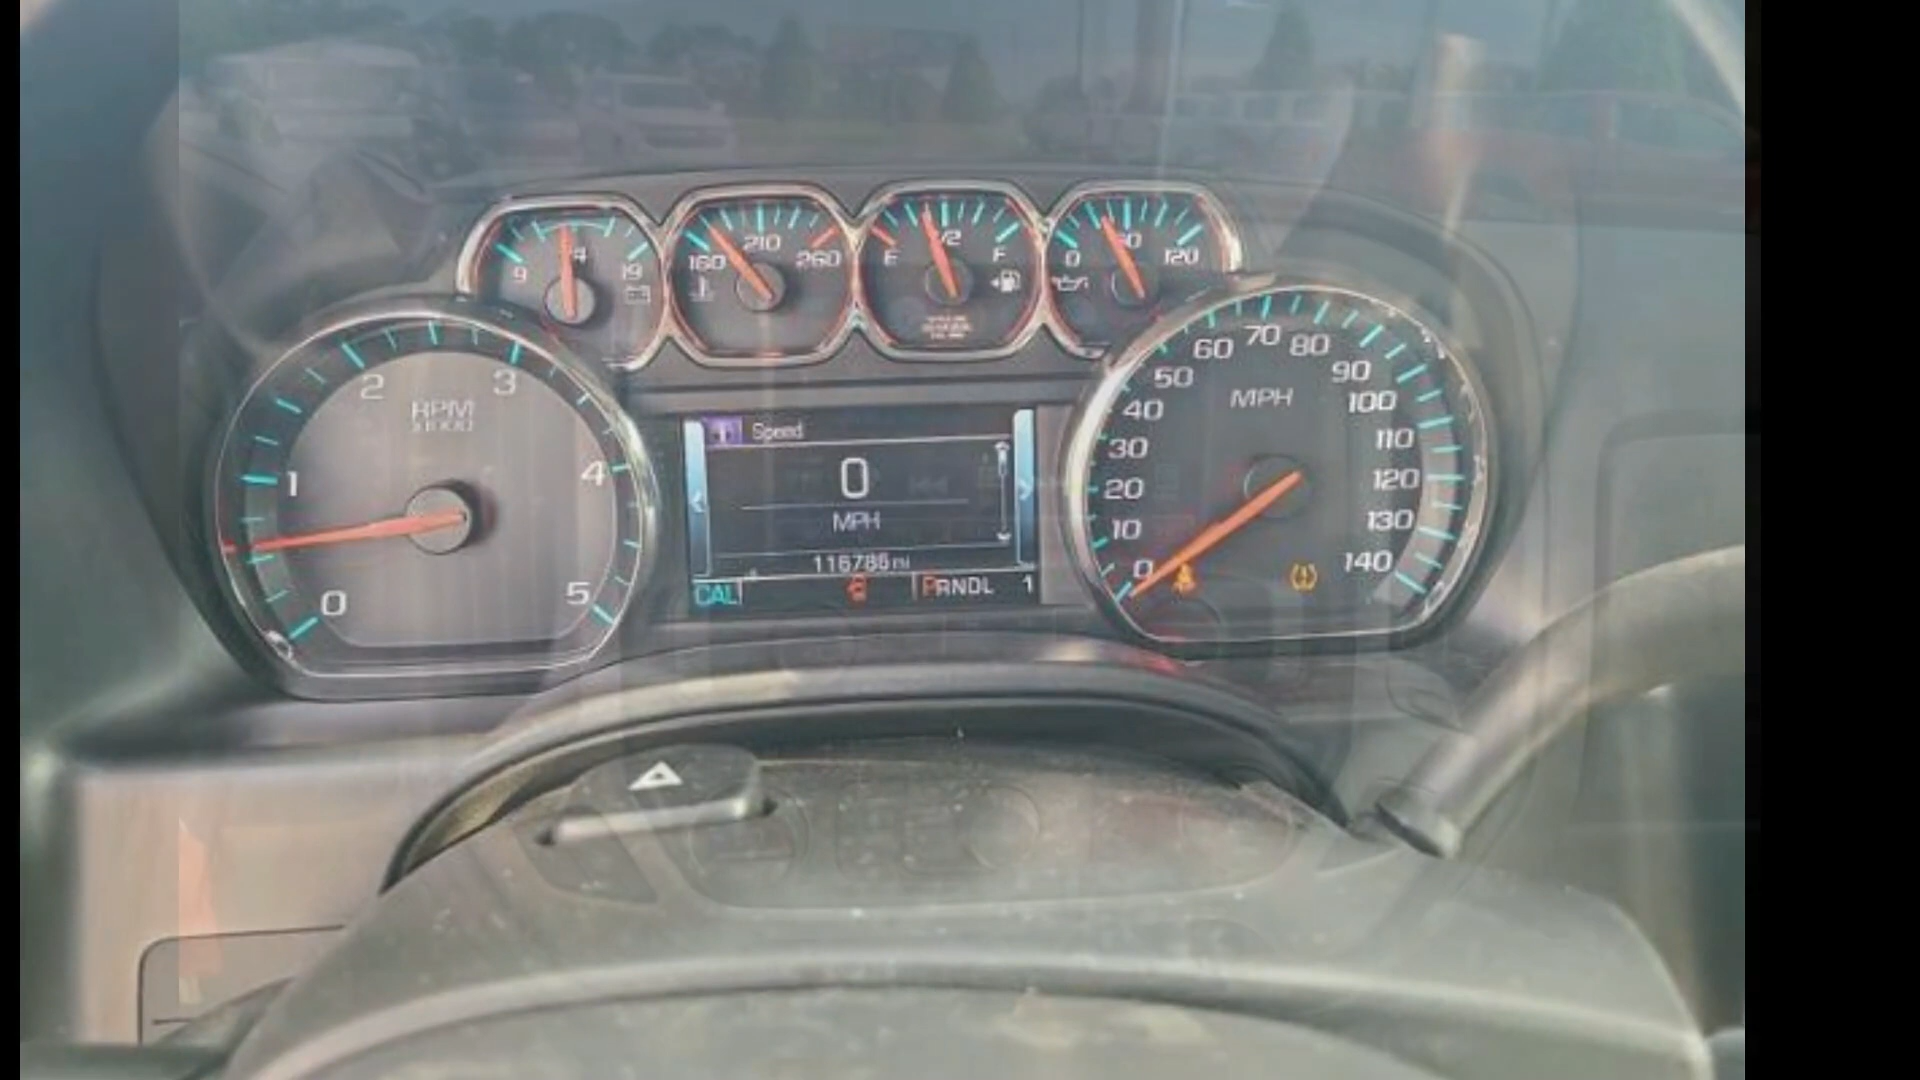 9 14 19
160 210 260
E 1/2 F
0 60 120
0 1 2 3 4 5
RPM
X1000
Speed
0
MPH
116786 mi
CAL
PRNDL 1
MPH
0 10 20 30 40 50 60 70 80 90 100 110 120 130 140